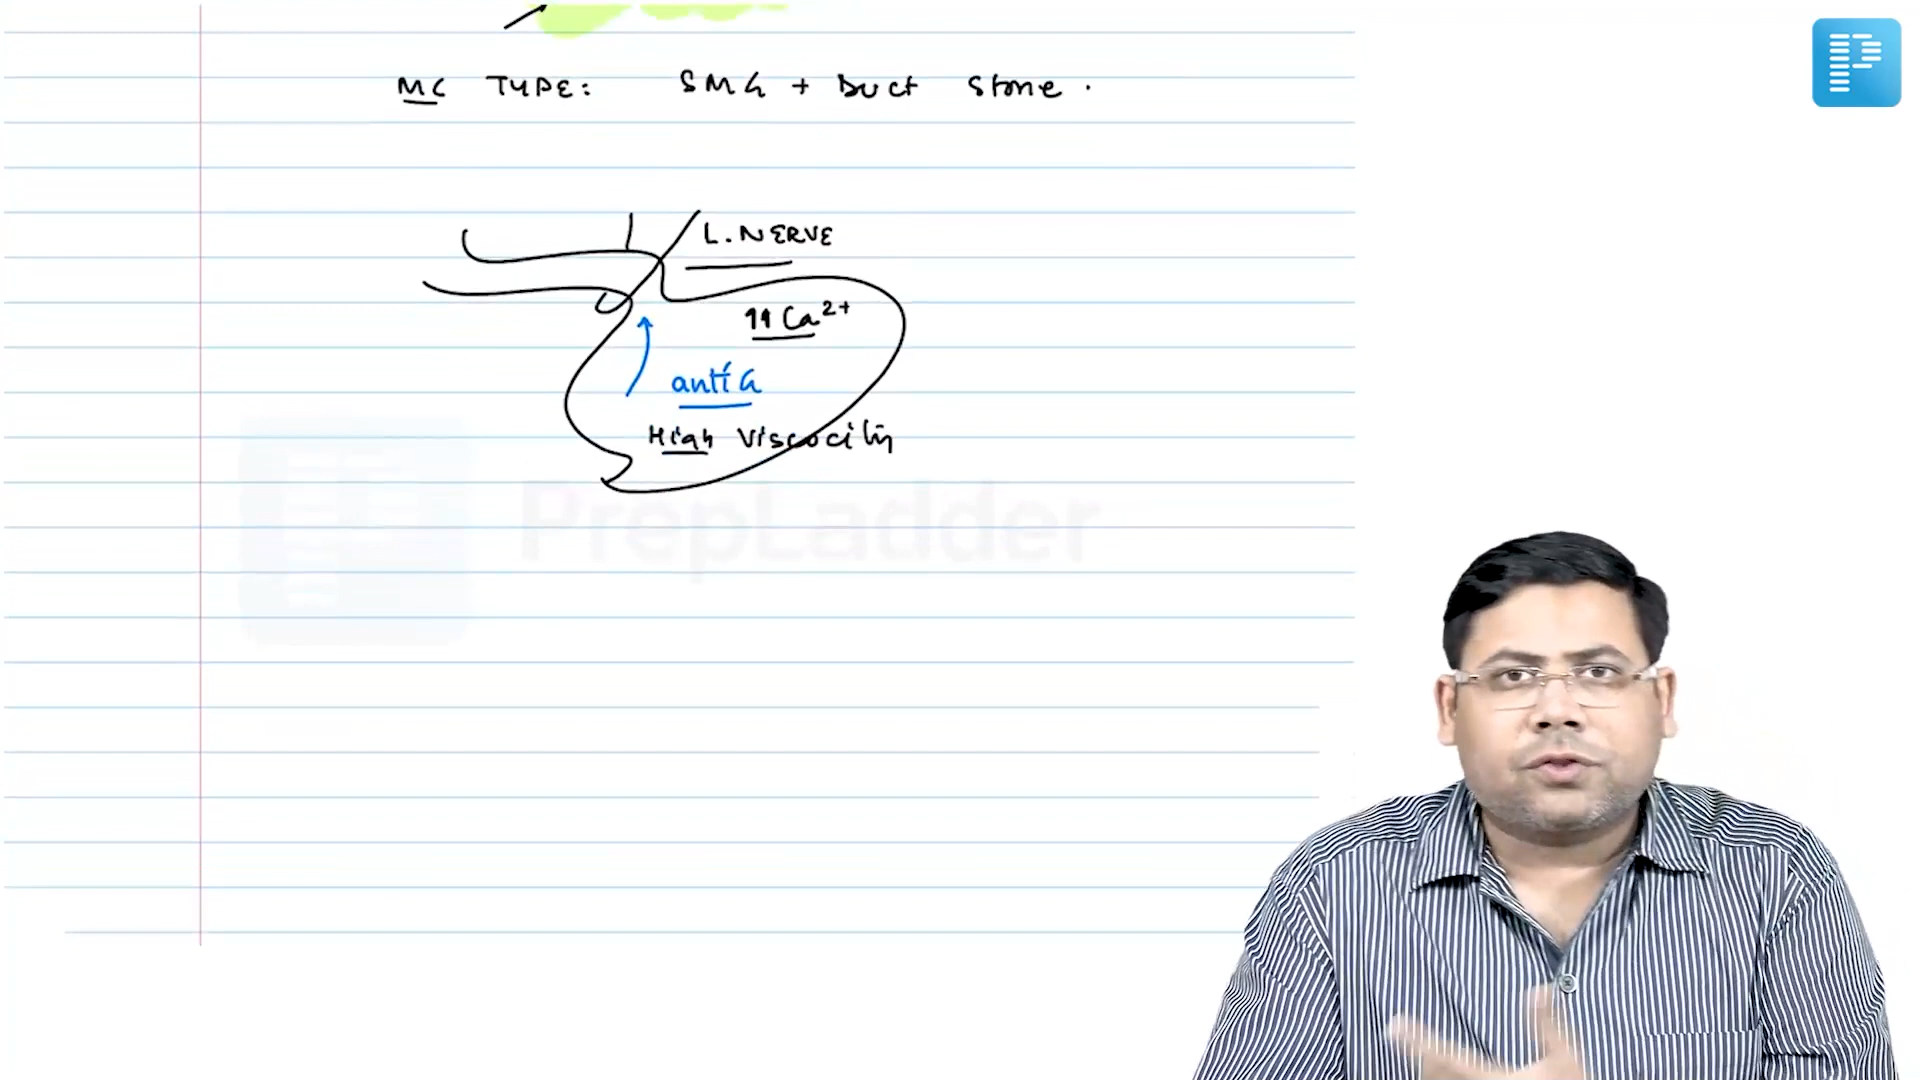 MC TYPE: SMG + Duct Stone.
L. NERVE
↑↑ Ca²⁺
anti G
High Viscocity
PrepLadder